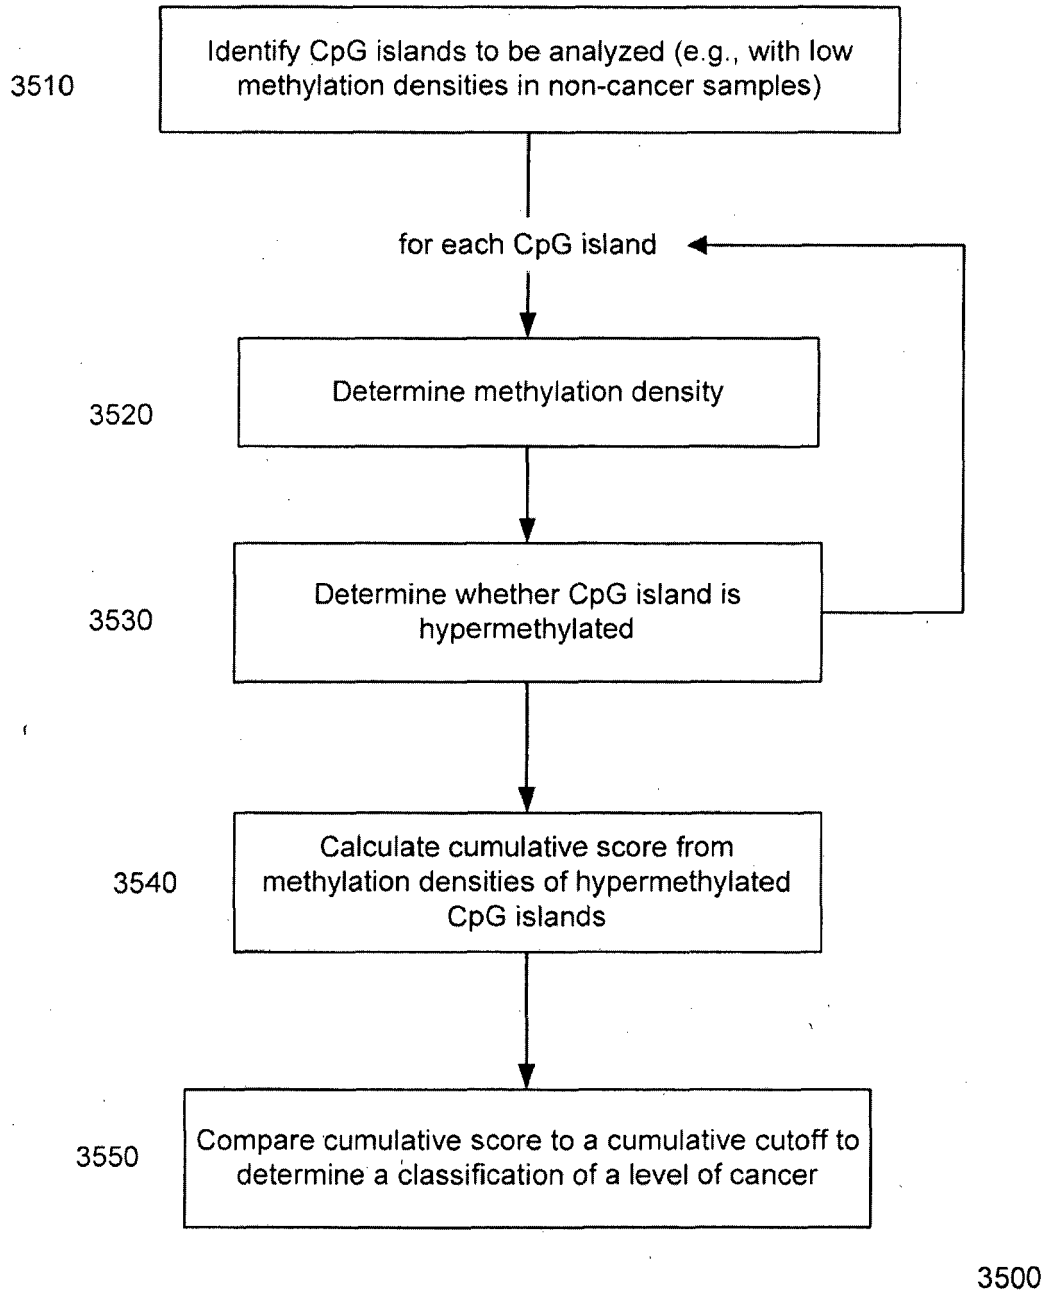 Identify CpG islands to be analyzed (e.g., with low
methylation densities in non-cancer samples)
3510
for each CpG island
Determine methylation density
3520
Determine whether CpG island is
hypermethylated
3530
Calculate cumulative score from
methylation densities of hypermethylated
CpG islands
3540
Compare cumulative score to a cumulative cutoff to
determine a classification of a level of cancer
3550
3500